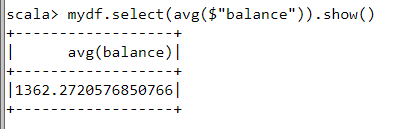 scala> mydf.select(avg($"balance")).show()
+------------------+
|      avg(balance)|
+------------------+
|1362.2720576850766|
+------------------+